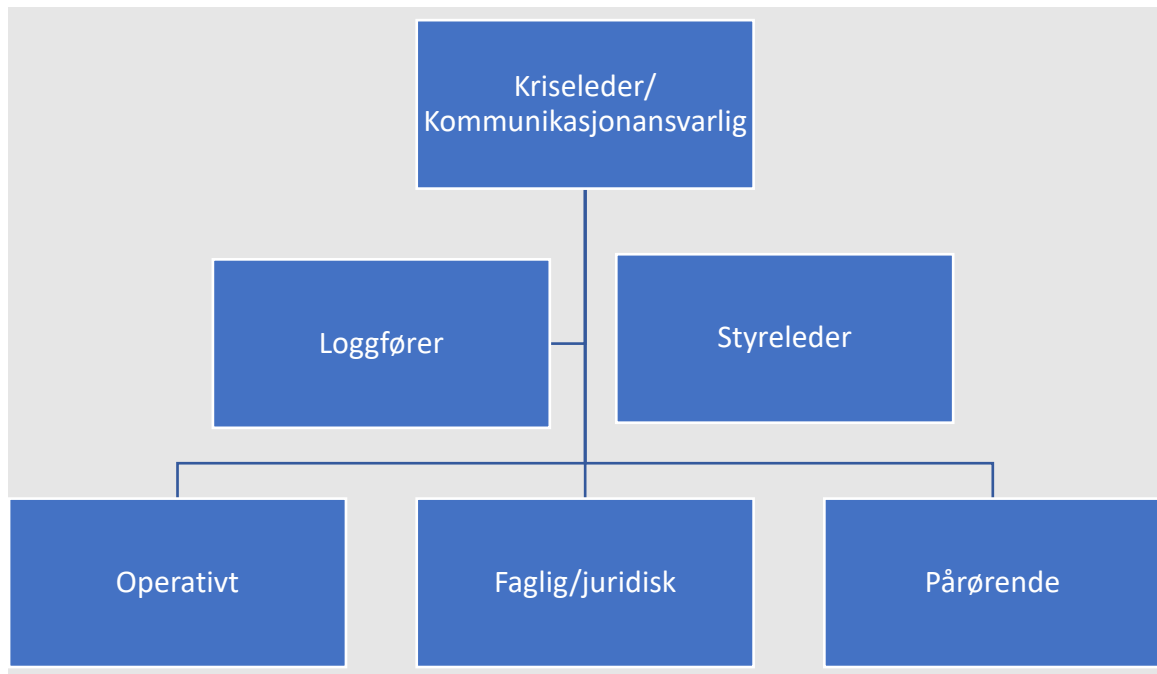 Kriseleder/
Kommunikasjonansvarlig
Loggfører
Styreleder
Operativt
Faglig/juridisk
Pårørende